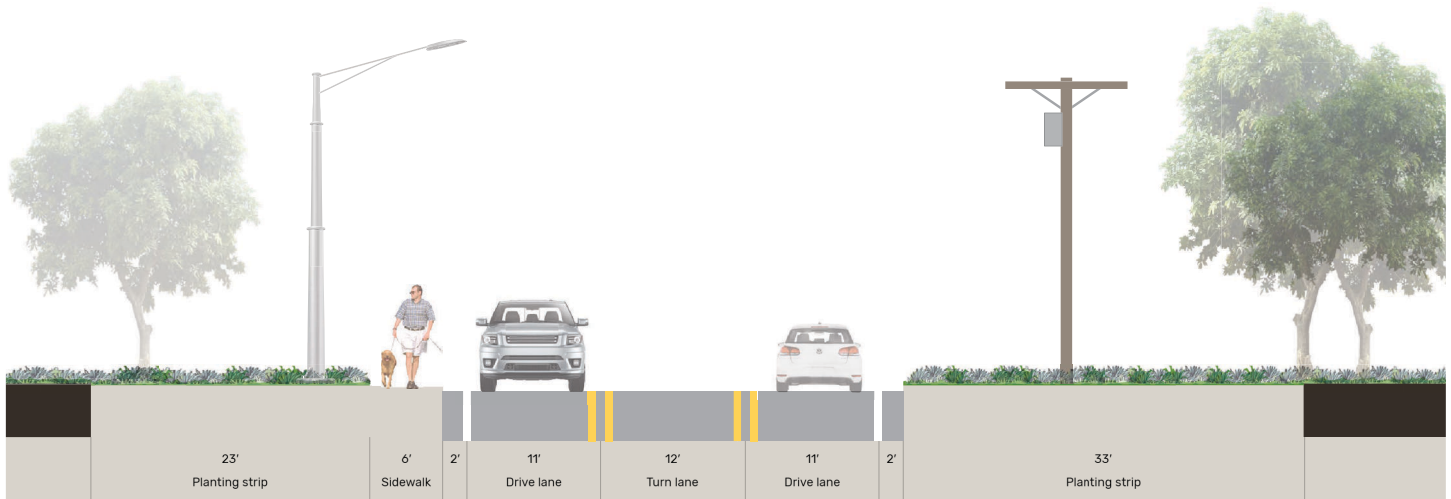 23’ 6’ 2’ 11’ 12’ 11’ 2’ 33’
Planting strip Sidewalk Drive lane Turn lane Drive lane Planting strip